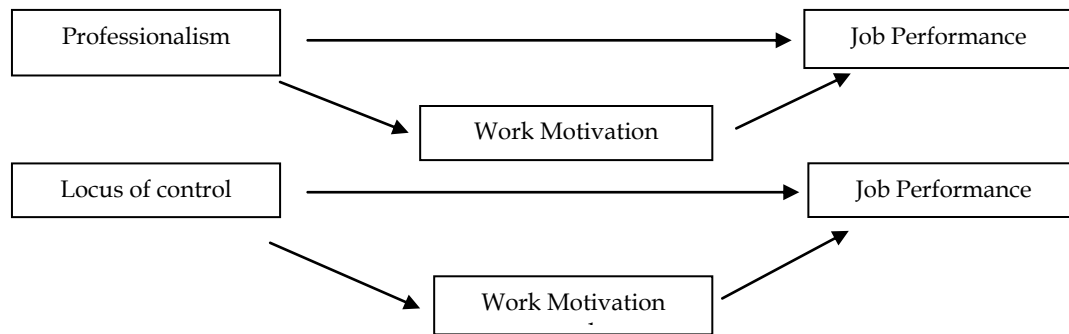 Professionalism
Job Performance
Work Motivation
Locus of control
Job Performance
Work Motivation